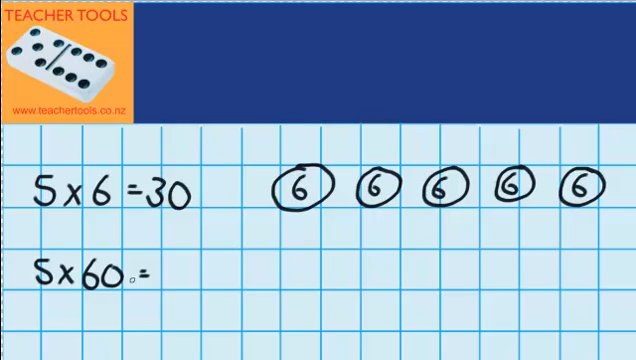 TEACHER TOOLS
www.teachertools.co.nz
5 x 6 = 30 6 6 6 6 6
5 x 60 =